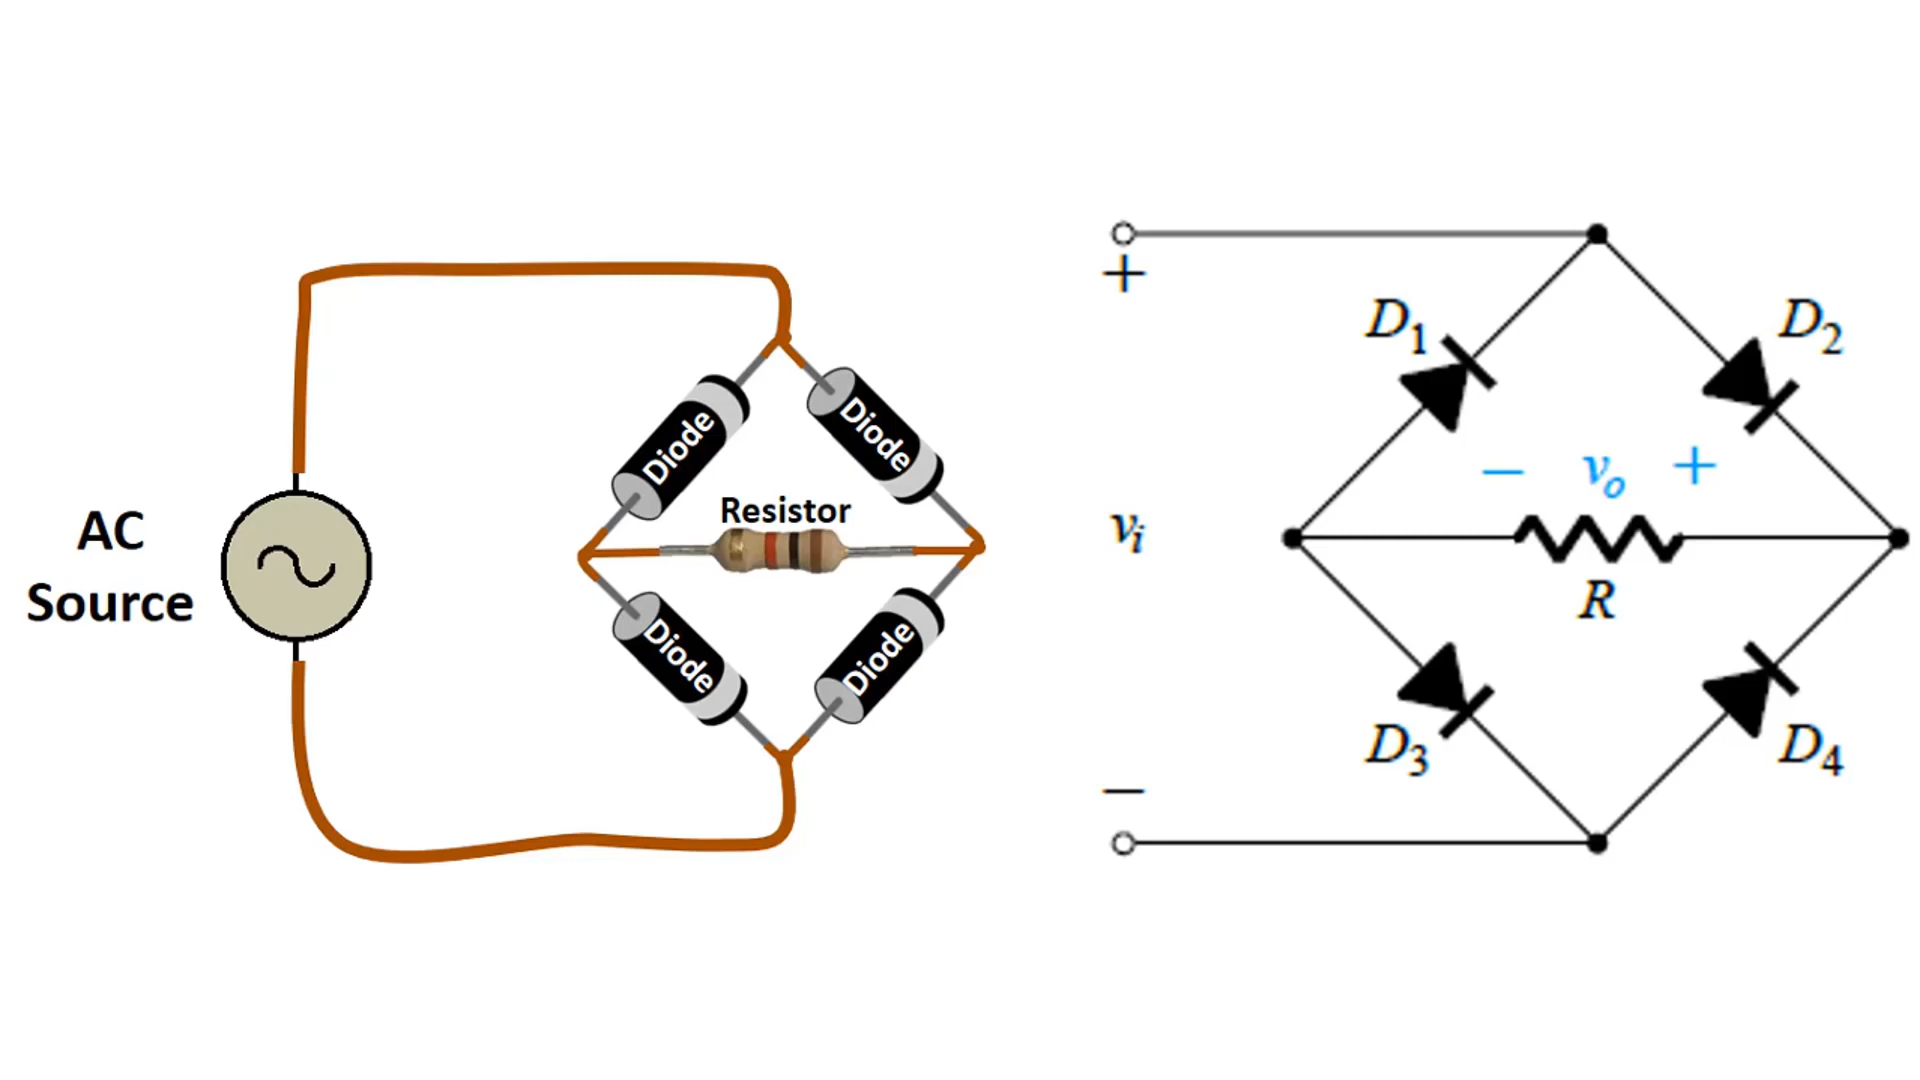 AC
Source
Diode
Diode
Resistor
Diode
Diode
+
vᵢ
−
D₁
D₂
− vₒ +
R
D₃
D₄